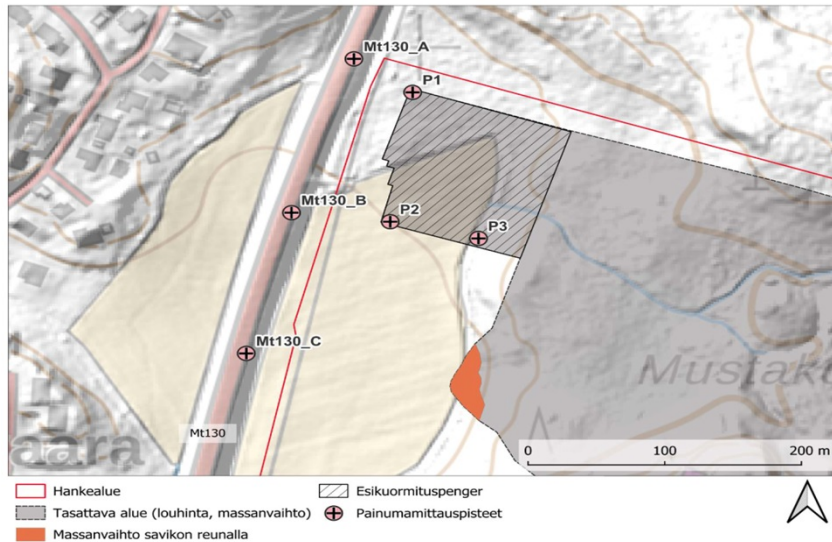 Mt130_A
P1
Mt130_B
P2
P3
Mt130_C
Mustak
Mt130
aara
0 100 200 m
Hankealue
Esikuormituspenger
Tasattava alue (louhinta, massanvaihto)
Painumamittauspisteet
Massanvaihto savikon reunalla